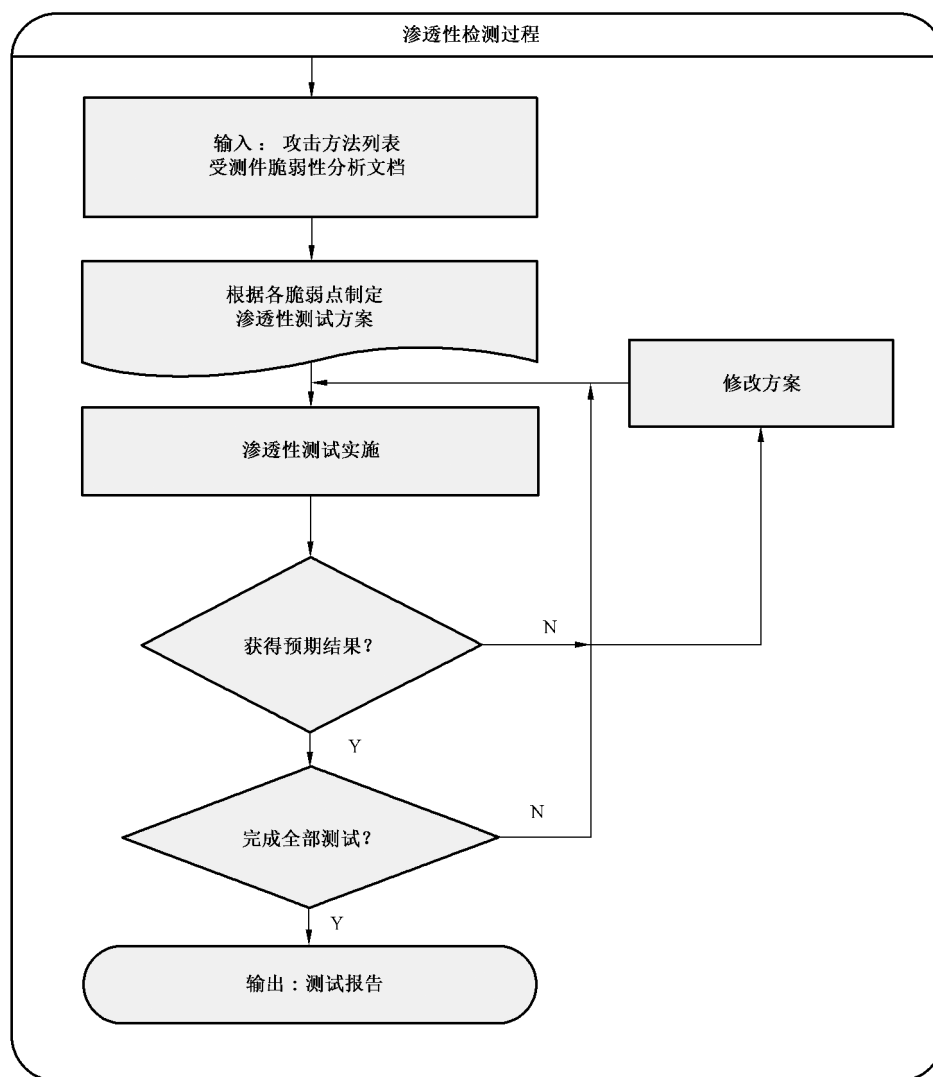 渗透性检测过程
输入： 攻击方法列表
受测件脆弱性分析文档
根据各脆弱点制定
渗透性测试方案
修改方案
渗透性测试实施
获得预期结果？
N
Y
完成全部测试？
N
Y
输出：测试报告